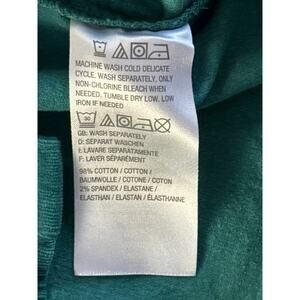 MACHINE WASH COLD DELICATE
CYCLE. WASH SEPARATELY, ONLY
NON-CHLORINE BLEACH WHEN
NEEDED. TUMBLE DRY LOW, LOW
IRON IF NEEDED
30
GB: WASH SEPARATELY
D: SEPARAT WASCHEN
E: LAVARE SEPARATAMENTE
F: LAVER SÉPARÉMENT
98% COTTON / COTTON /
BAUMWOLLE / COTONE / COTON
2% SPANDEX / ELASTANE /
ELASTHAN / ELASTAN / ÉLASTHANNE